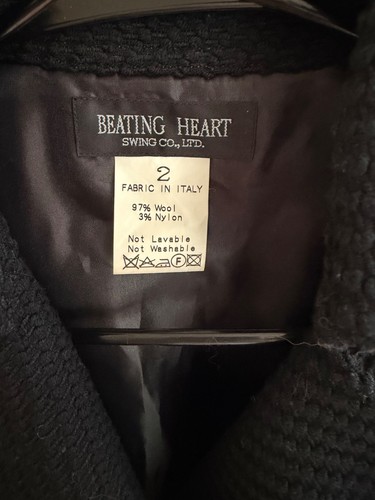 BEATING HEART
SWING CO., LTD.
2
FABRIC IN ITALY
97% Wool
3% Nylon
Not Lavable
Not Washable
F